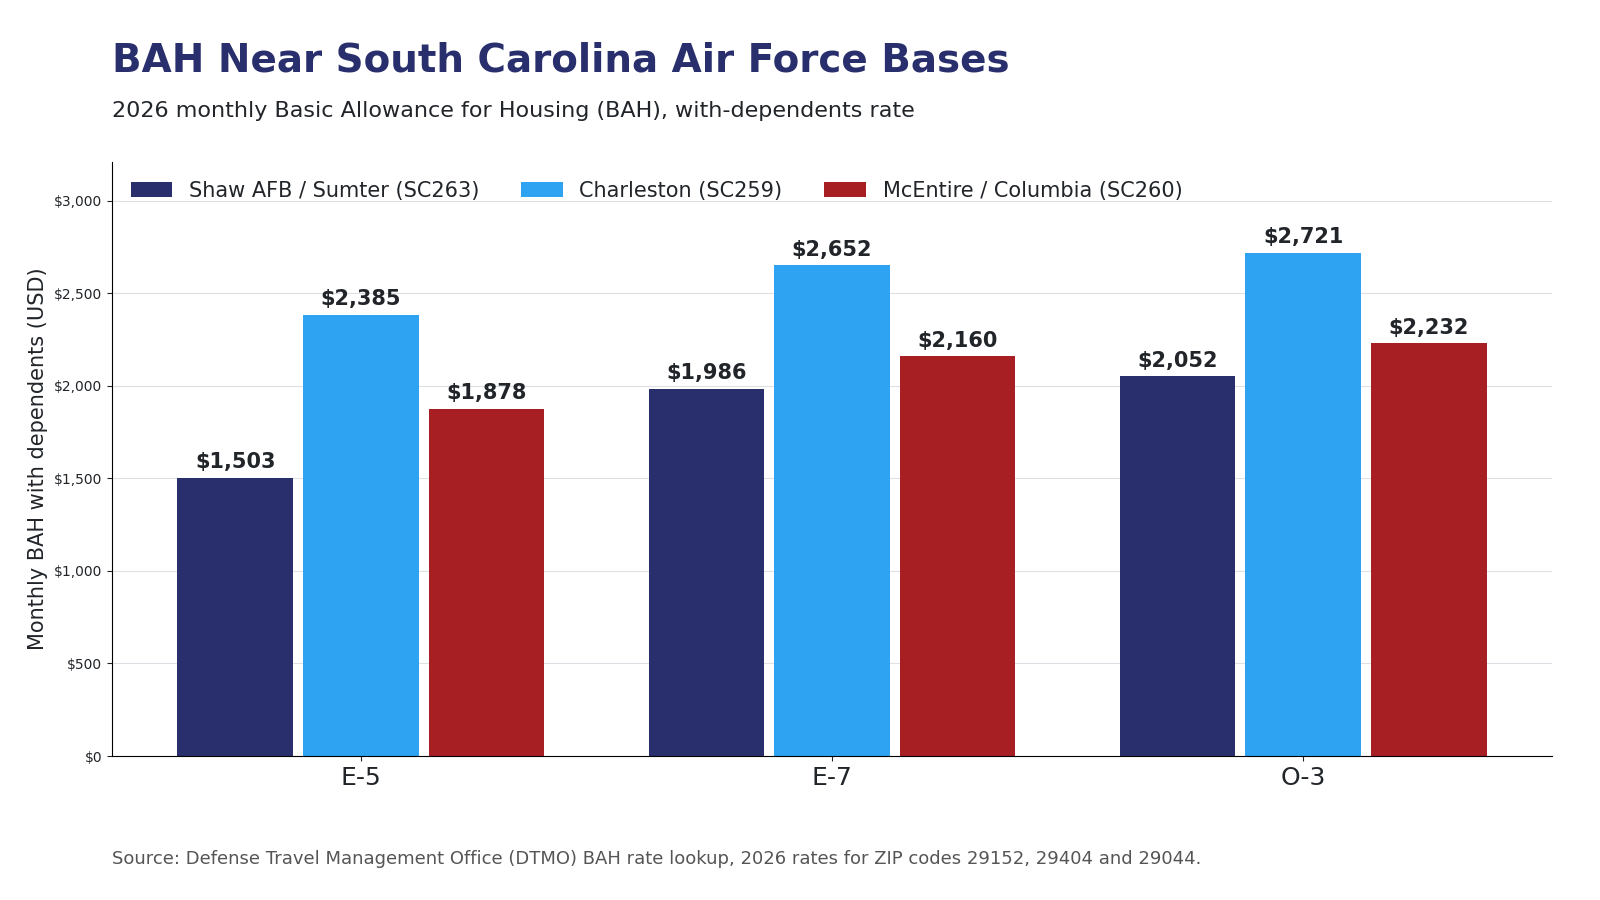 BAH Near South Carolina Air Force Bases
2026 monthly Basic Allowance for Housing (BAH), with-dependents rate
Shaw AFB / Sumter (SC263)
Charleston (SC259)
McEntire / Columbia (SC260)
Monthly BAH with dependents (USD)
$3,000
$2,500
$2,000
$1,500
$1,000
$500
$0
$1,503
$2,385
$1,878
$1,986
$2,652
$2,160
$2,052
$2,721
$2,232
E-5
E-7
O-3
Source: Defense Travel Management Office (DTMO) BAH rate lookup, 2026 rates for ZIP codes 29152, 29404 and 29044.